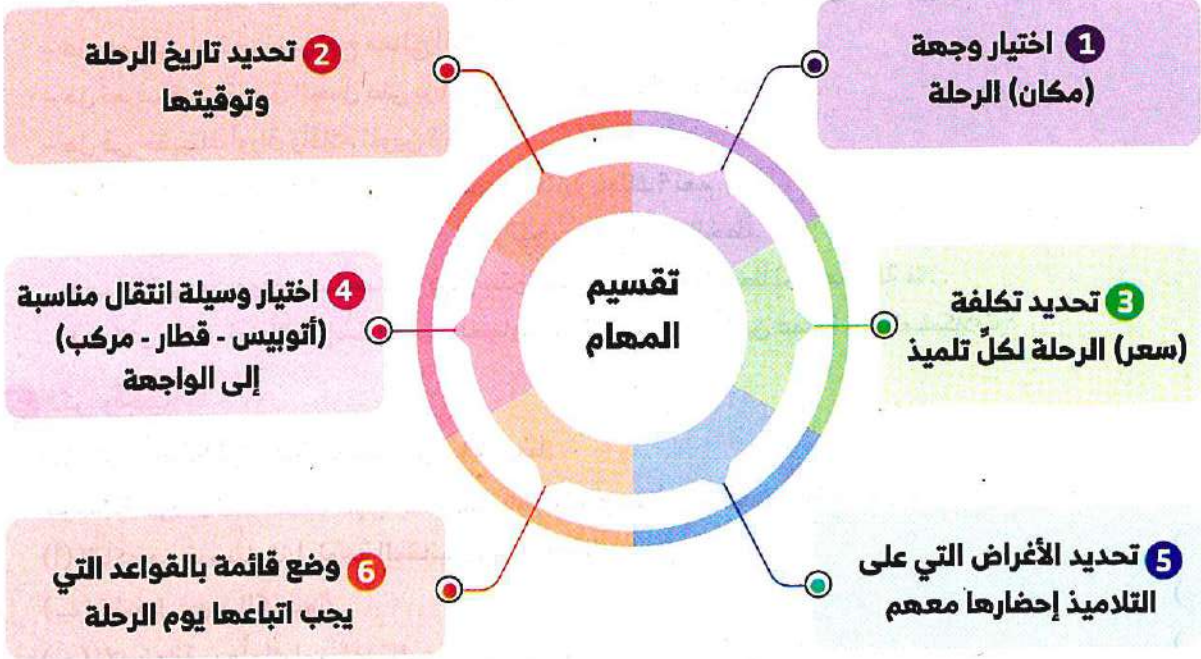 1 اختيار وجهة
(مكان) الرحلة
2 تحديد تاريخ الرحلة
وتوقيتها
تقسيم
المهام
3 تحديد تكلفة
(سعر) الرحلة لكلِّ تلميذ
4 اختيار وسيلة انتقال مناسبة
(أتوبيس - قطار - مركب)
إلى الواجهة
5 تحديد الأغراض التي على
التلاميذ إحضارها معهم
6 وضع قائمة بالقواعد التي
يجب اتباعها يوم الرحلة